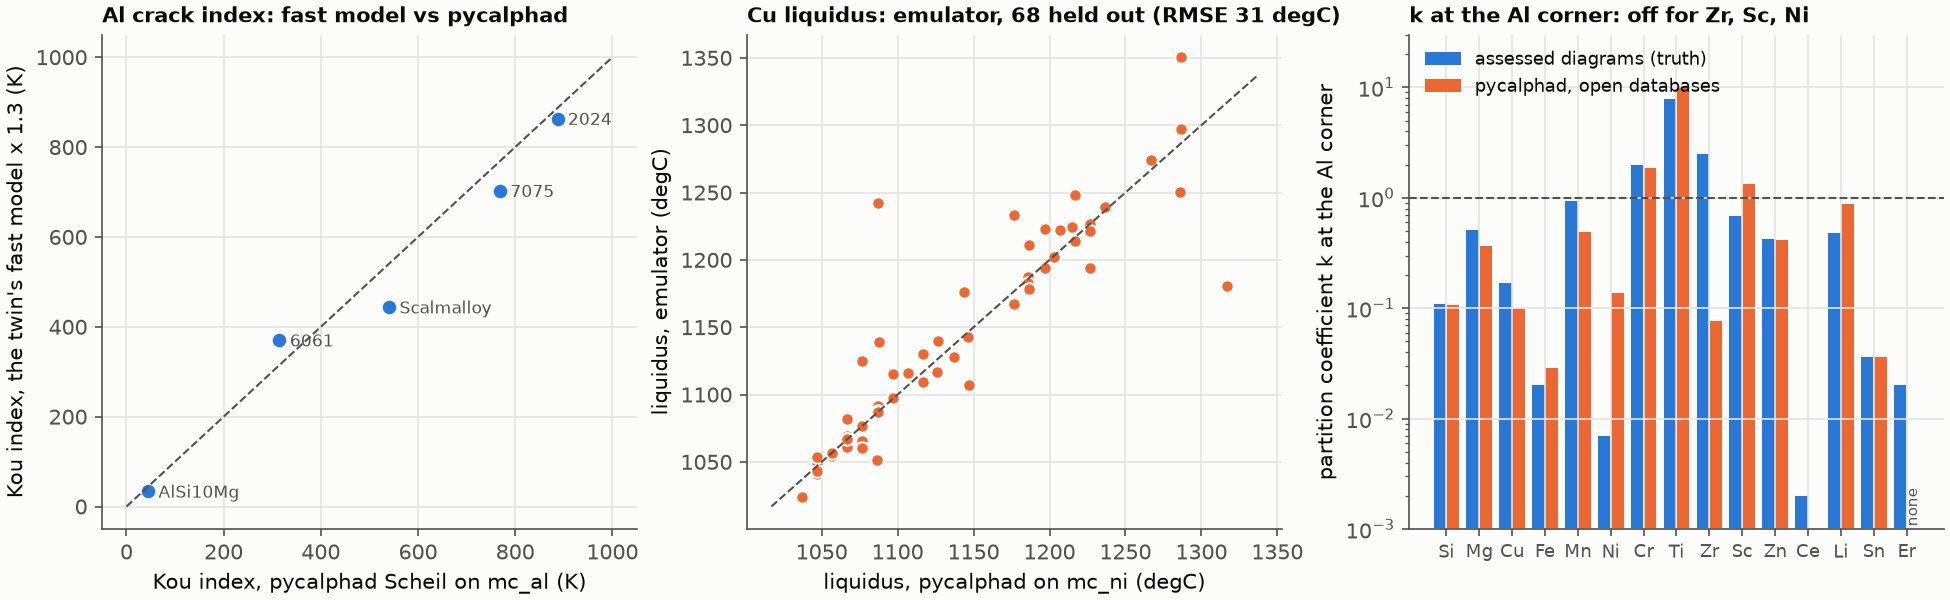 Al crack index: fast model vs pycalphad
Kou index, the twin's fast model x 1.3 (K)
1000
800
600
400
200
0
2024
7075
Scalmalloy
6061
AlSi10Mg
0 200 400 600 800 1000
Kou index, pycalphad Scheil on mc_al (K)
Cu liquidus: emulator, 68 held out (RMSE 31 degC)
liquidus, emulator (degC)
1350
1300
1250
1200
1150
1100
1050
1050 1100 1150 1200 1250 1300 1350
liquidus, pycalphad on mc_ni (degC)
k at the Al corner: off for Zr, Sc, Ni
partition coefficient k at the Al corner
assessed diagrams (truth)
pycalphad, open databases
10¹
10⁰
10⁻¹
10⁻²
10⁻³
none
Si Mg Cu Fe Mn Ni Cr Ti Zr Sc Zn Ce Li Sn Er